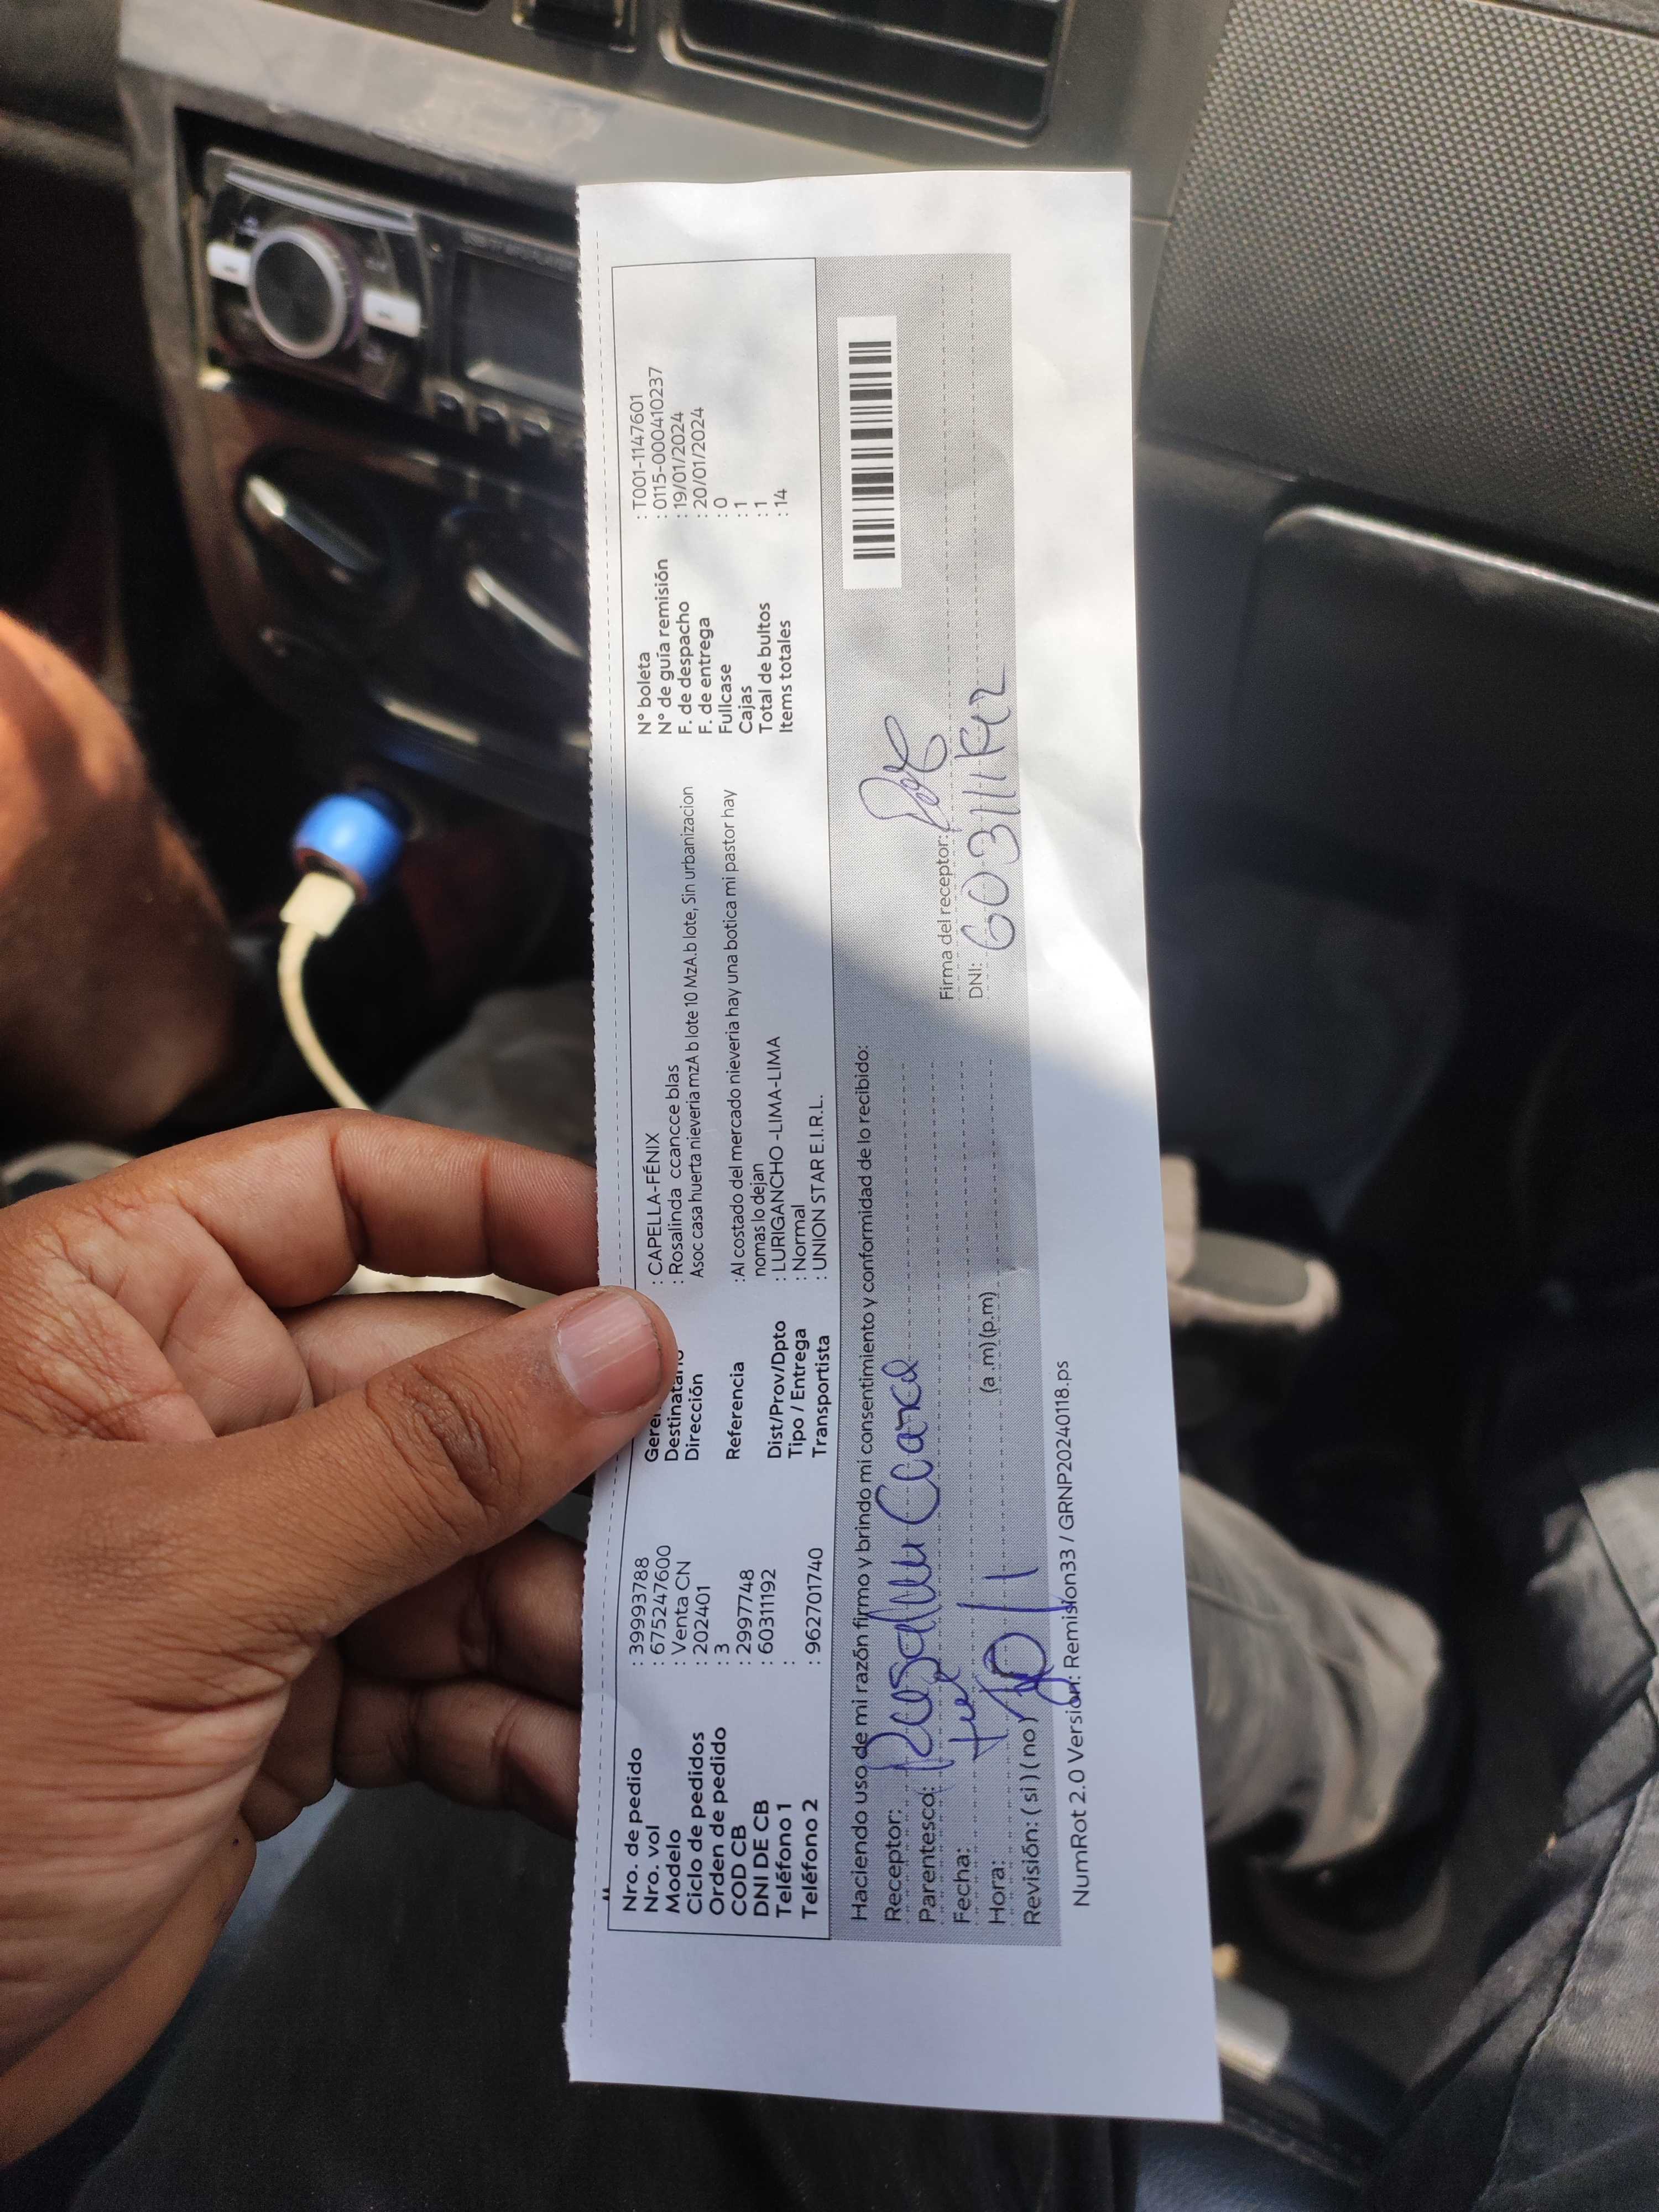 Nro. de pedido : 39993788
Nro. vol : 675247600
Modelo : Venta CN
Ciclo de pedidos : 202401
Orden de pedido : 3
COD CB : 2997748
DNI DE CB : 60311192
Teléfono 1 :
Teléfono 2 : 962701740
Geren : CAPELLA-FÉNIX
Destinatario : Rosalinda ccancce blas
Dirección Asoc casa huerta nieveria mzA b lote 10 MzA.b lote, Sin urbanizacion
Referencia :Al costado del mercado nieveria hay una botica mi pastor hay
nomas lo dejan
Dist/Prov/Dpto : LURIGANCHO -LIMA-LIMA
Tipo / Entrega : Normal
Transportista : UNION STAR E.I.R.L.
N° boleta : T001-1147601
N° de guía remisión : 0115-000410237
F. de despacho : 19/01/2024
F. de entrega : 20/01/2024
Fullcase : 0
Cajas : 1
Total de bultos : 1
Items totales : 14
Haciendo uso de mi razón firmo y brindo mi consentimiento y conformidad de lo recibido:
Receptor:
Parentesco:
Fecha:
Hora: (a .m) (p.m)
Revisión: ( si ) ( no )
Firma del receptor:
DNI:
NumRot 2.0 Version: Remision33 / GRNP20240118.ps